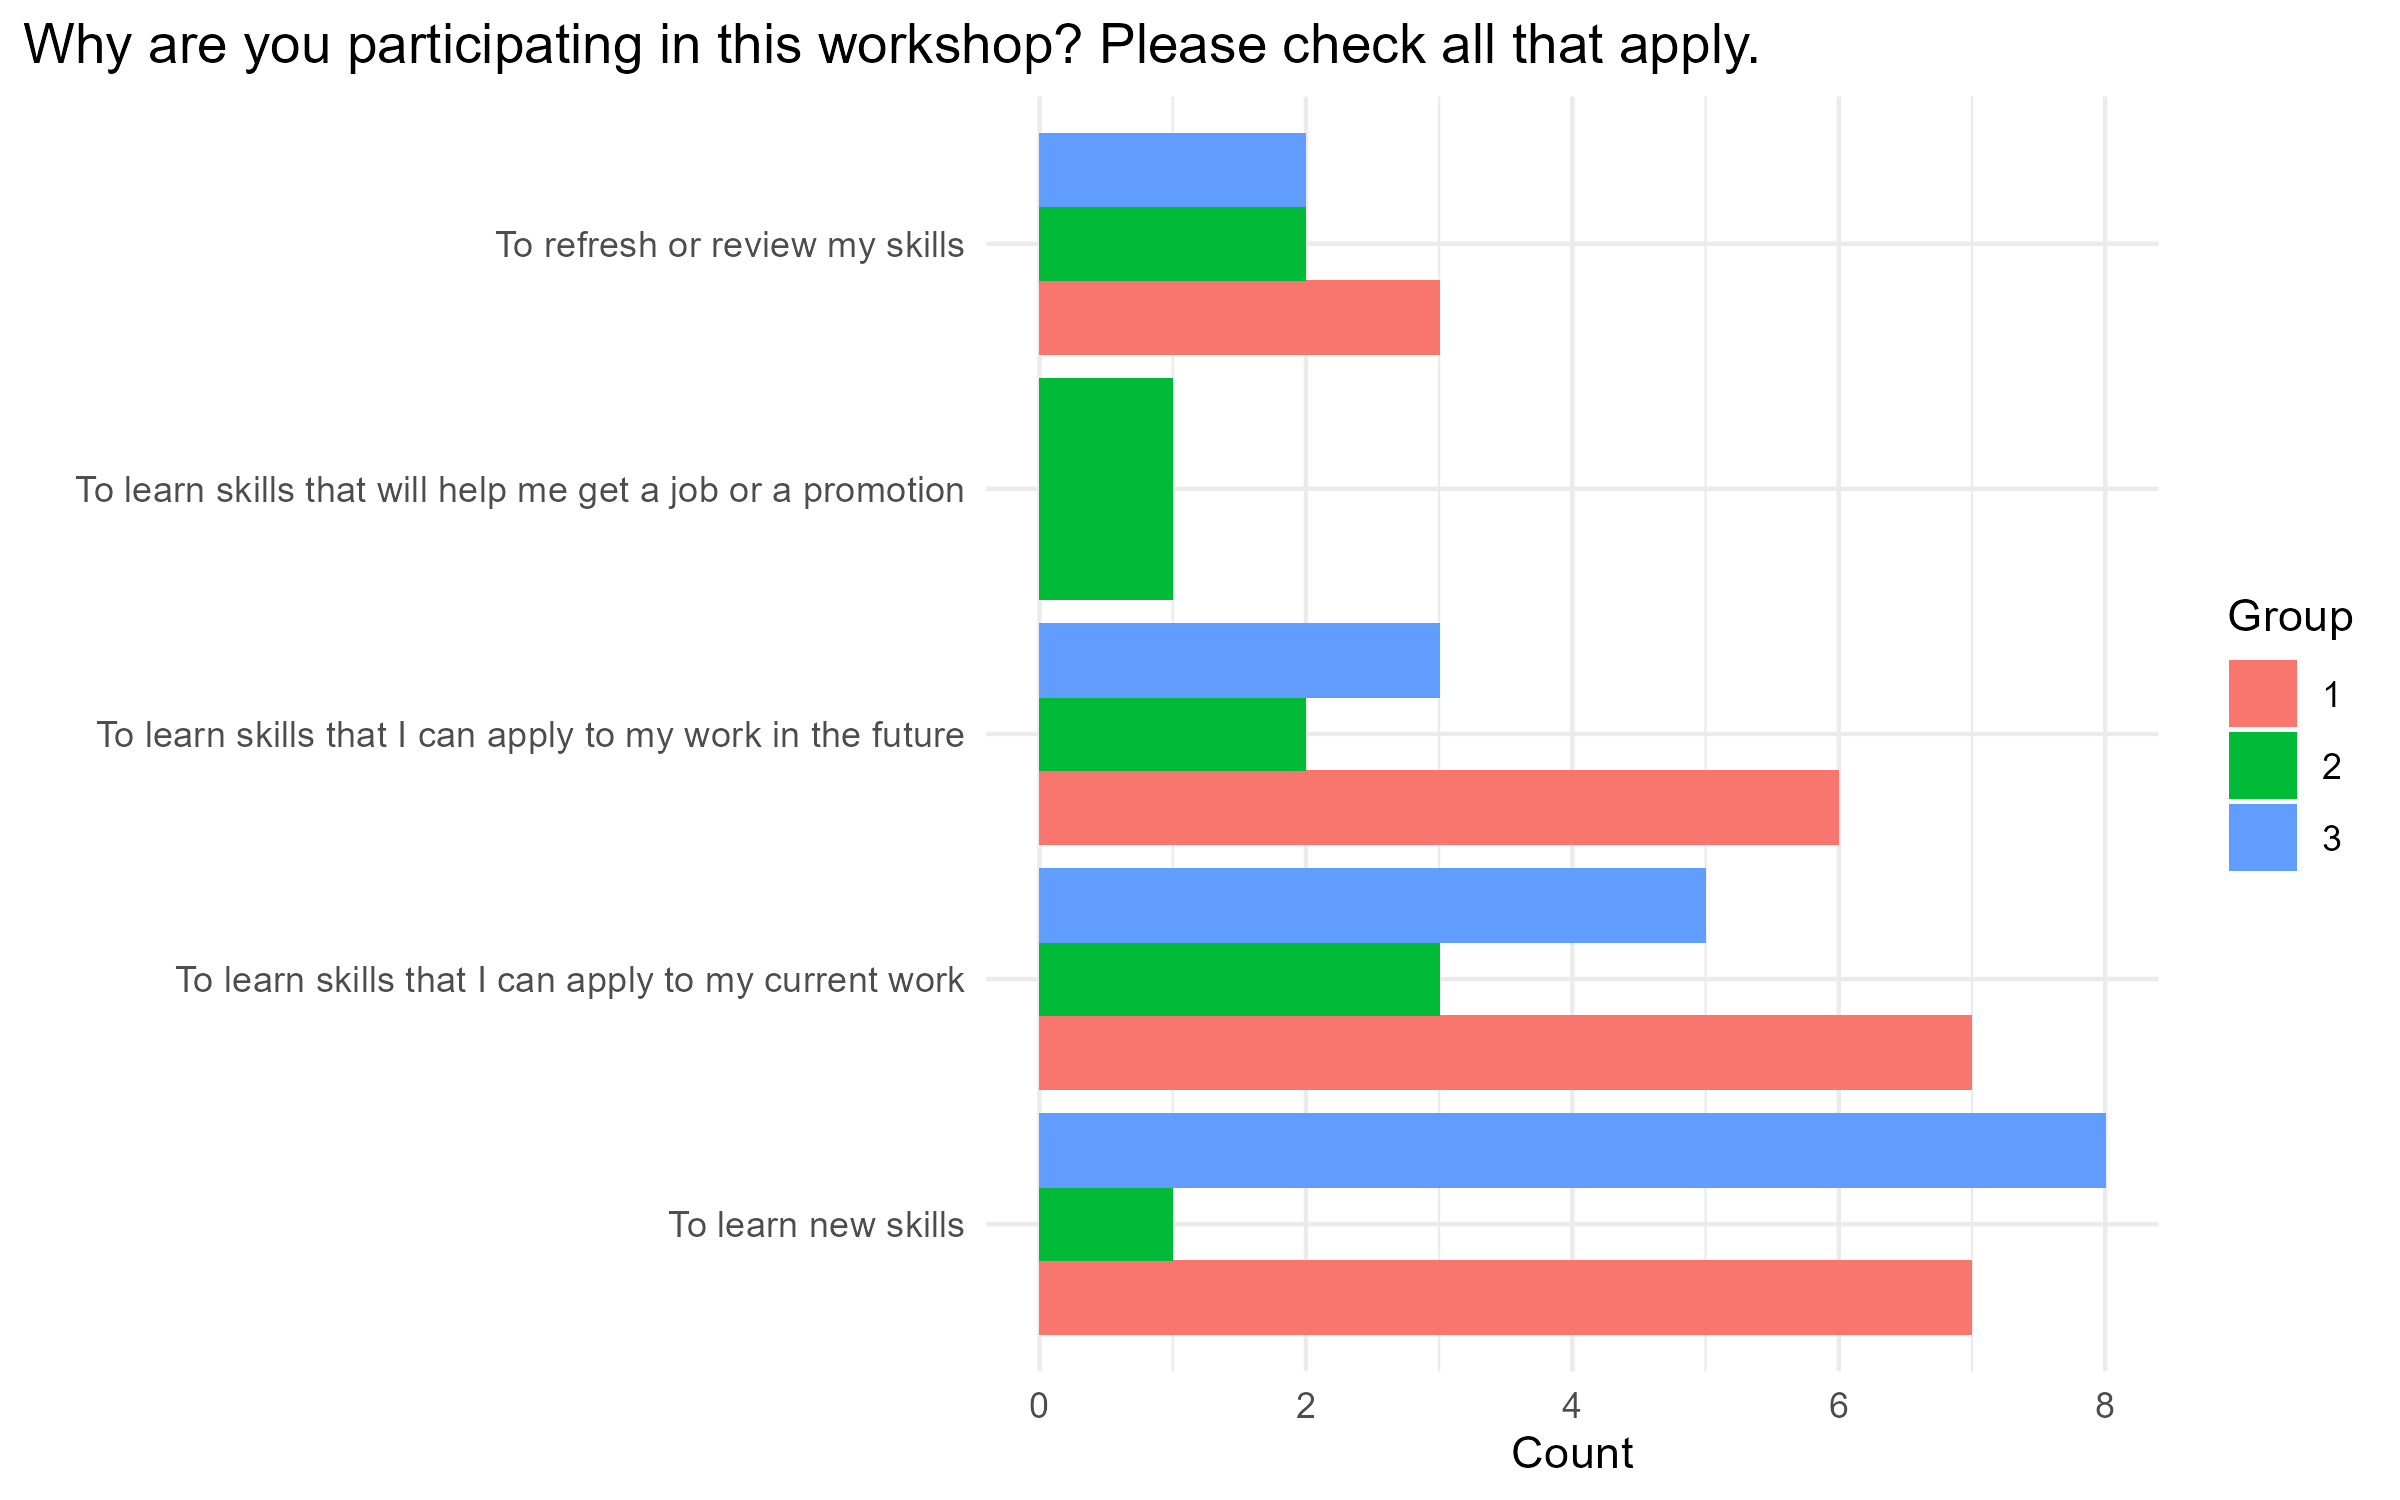 Why are you participating in this workshop? Please check all that apply.
To refresh or review my skills
To learn skills that will help me get a job or a promotion
To learn skills that I can apply to my work in the future
To learn skills that I can apply to my current work
To learn new skills
0 2 4 6 8
Count
Group
1
2
3